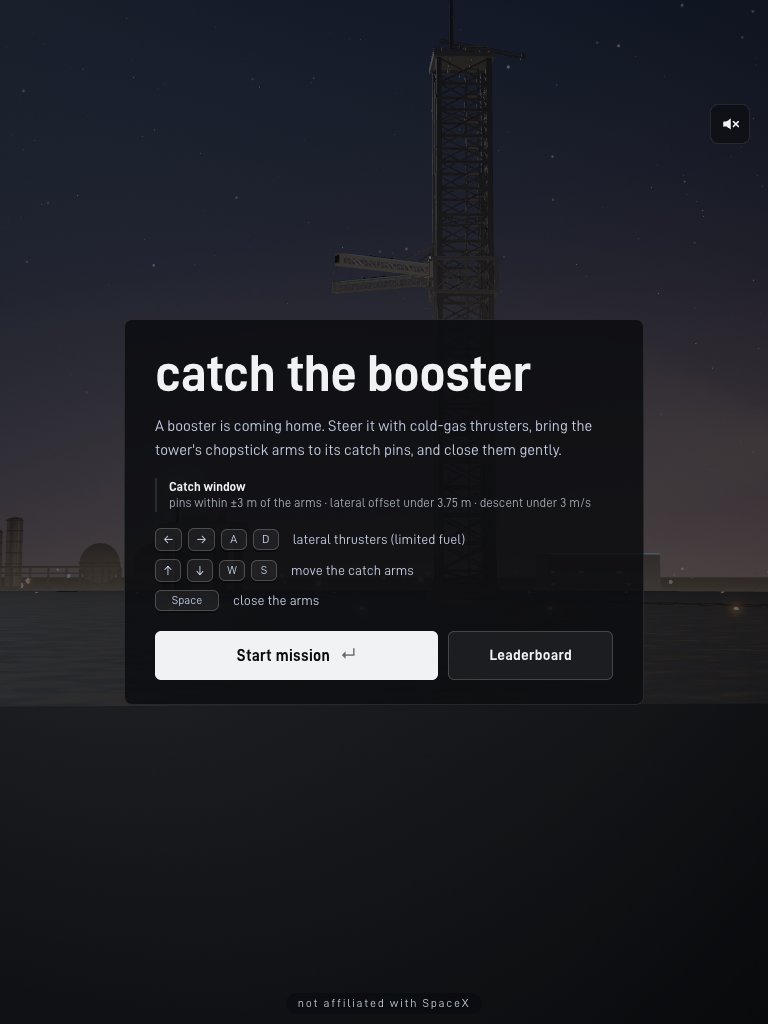 catch the booster
A booster is coming home. Steer it with cold-gas thrusters, bring the
tower's chopstick arms to its catch pins, and close them gently.
Catch window
pins within ±3 m of the arms · lateral offset under 3.75 m · descent under 3 m/s
← → A D lateral thrusters (limited fuel)
↑ ↓ W S move the catch arms
Space close the arms
Start mission ↵ Leaderboard
not affiliated with SpaceX